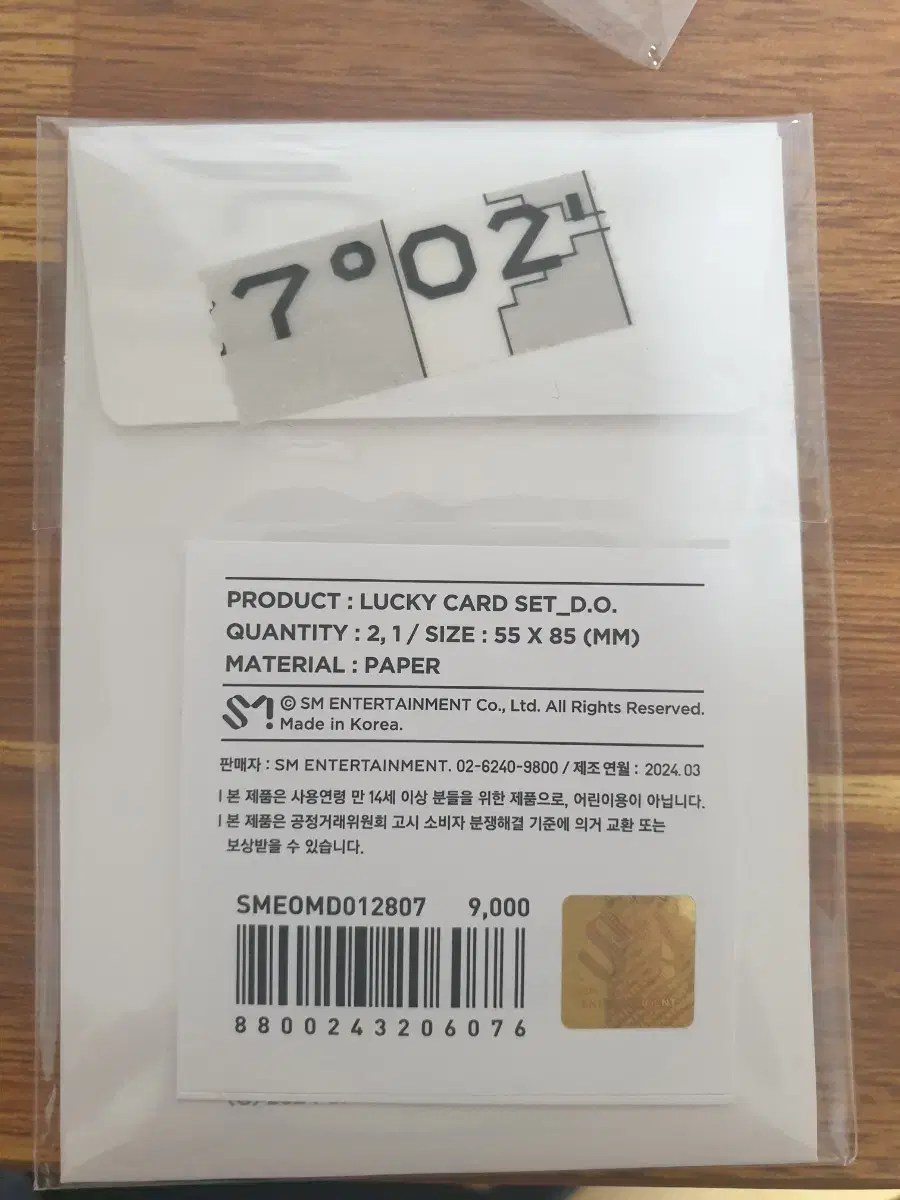 7°02'
PRODUCT : LUCKY CARD SET_D.O.
QUANTITY : 2, 1 / SIZE : 55 X 85 (MM)
MATERIAL : PAPER
SM © SM ENTERTAINMENT Co., Ltd. All Rights Reserved.
Made in Korea.
판매자 : SM ENTERTAINMENT. 02-6240-9800 / 제조연월 : 2024. 03
| 본 제품은 사용연령 만 14세 이상 분들을 위한 제품으로, 어린이용이 아닙니다.
| 본 제품은 공정거래위원회 고시 소비자 분쟁해결 기준에 의거 교환 또는
보상받을 수 있습니다.
SMEOMD012807 9,000
8800243206076